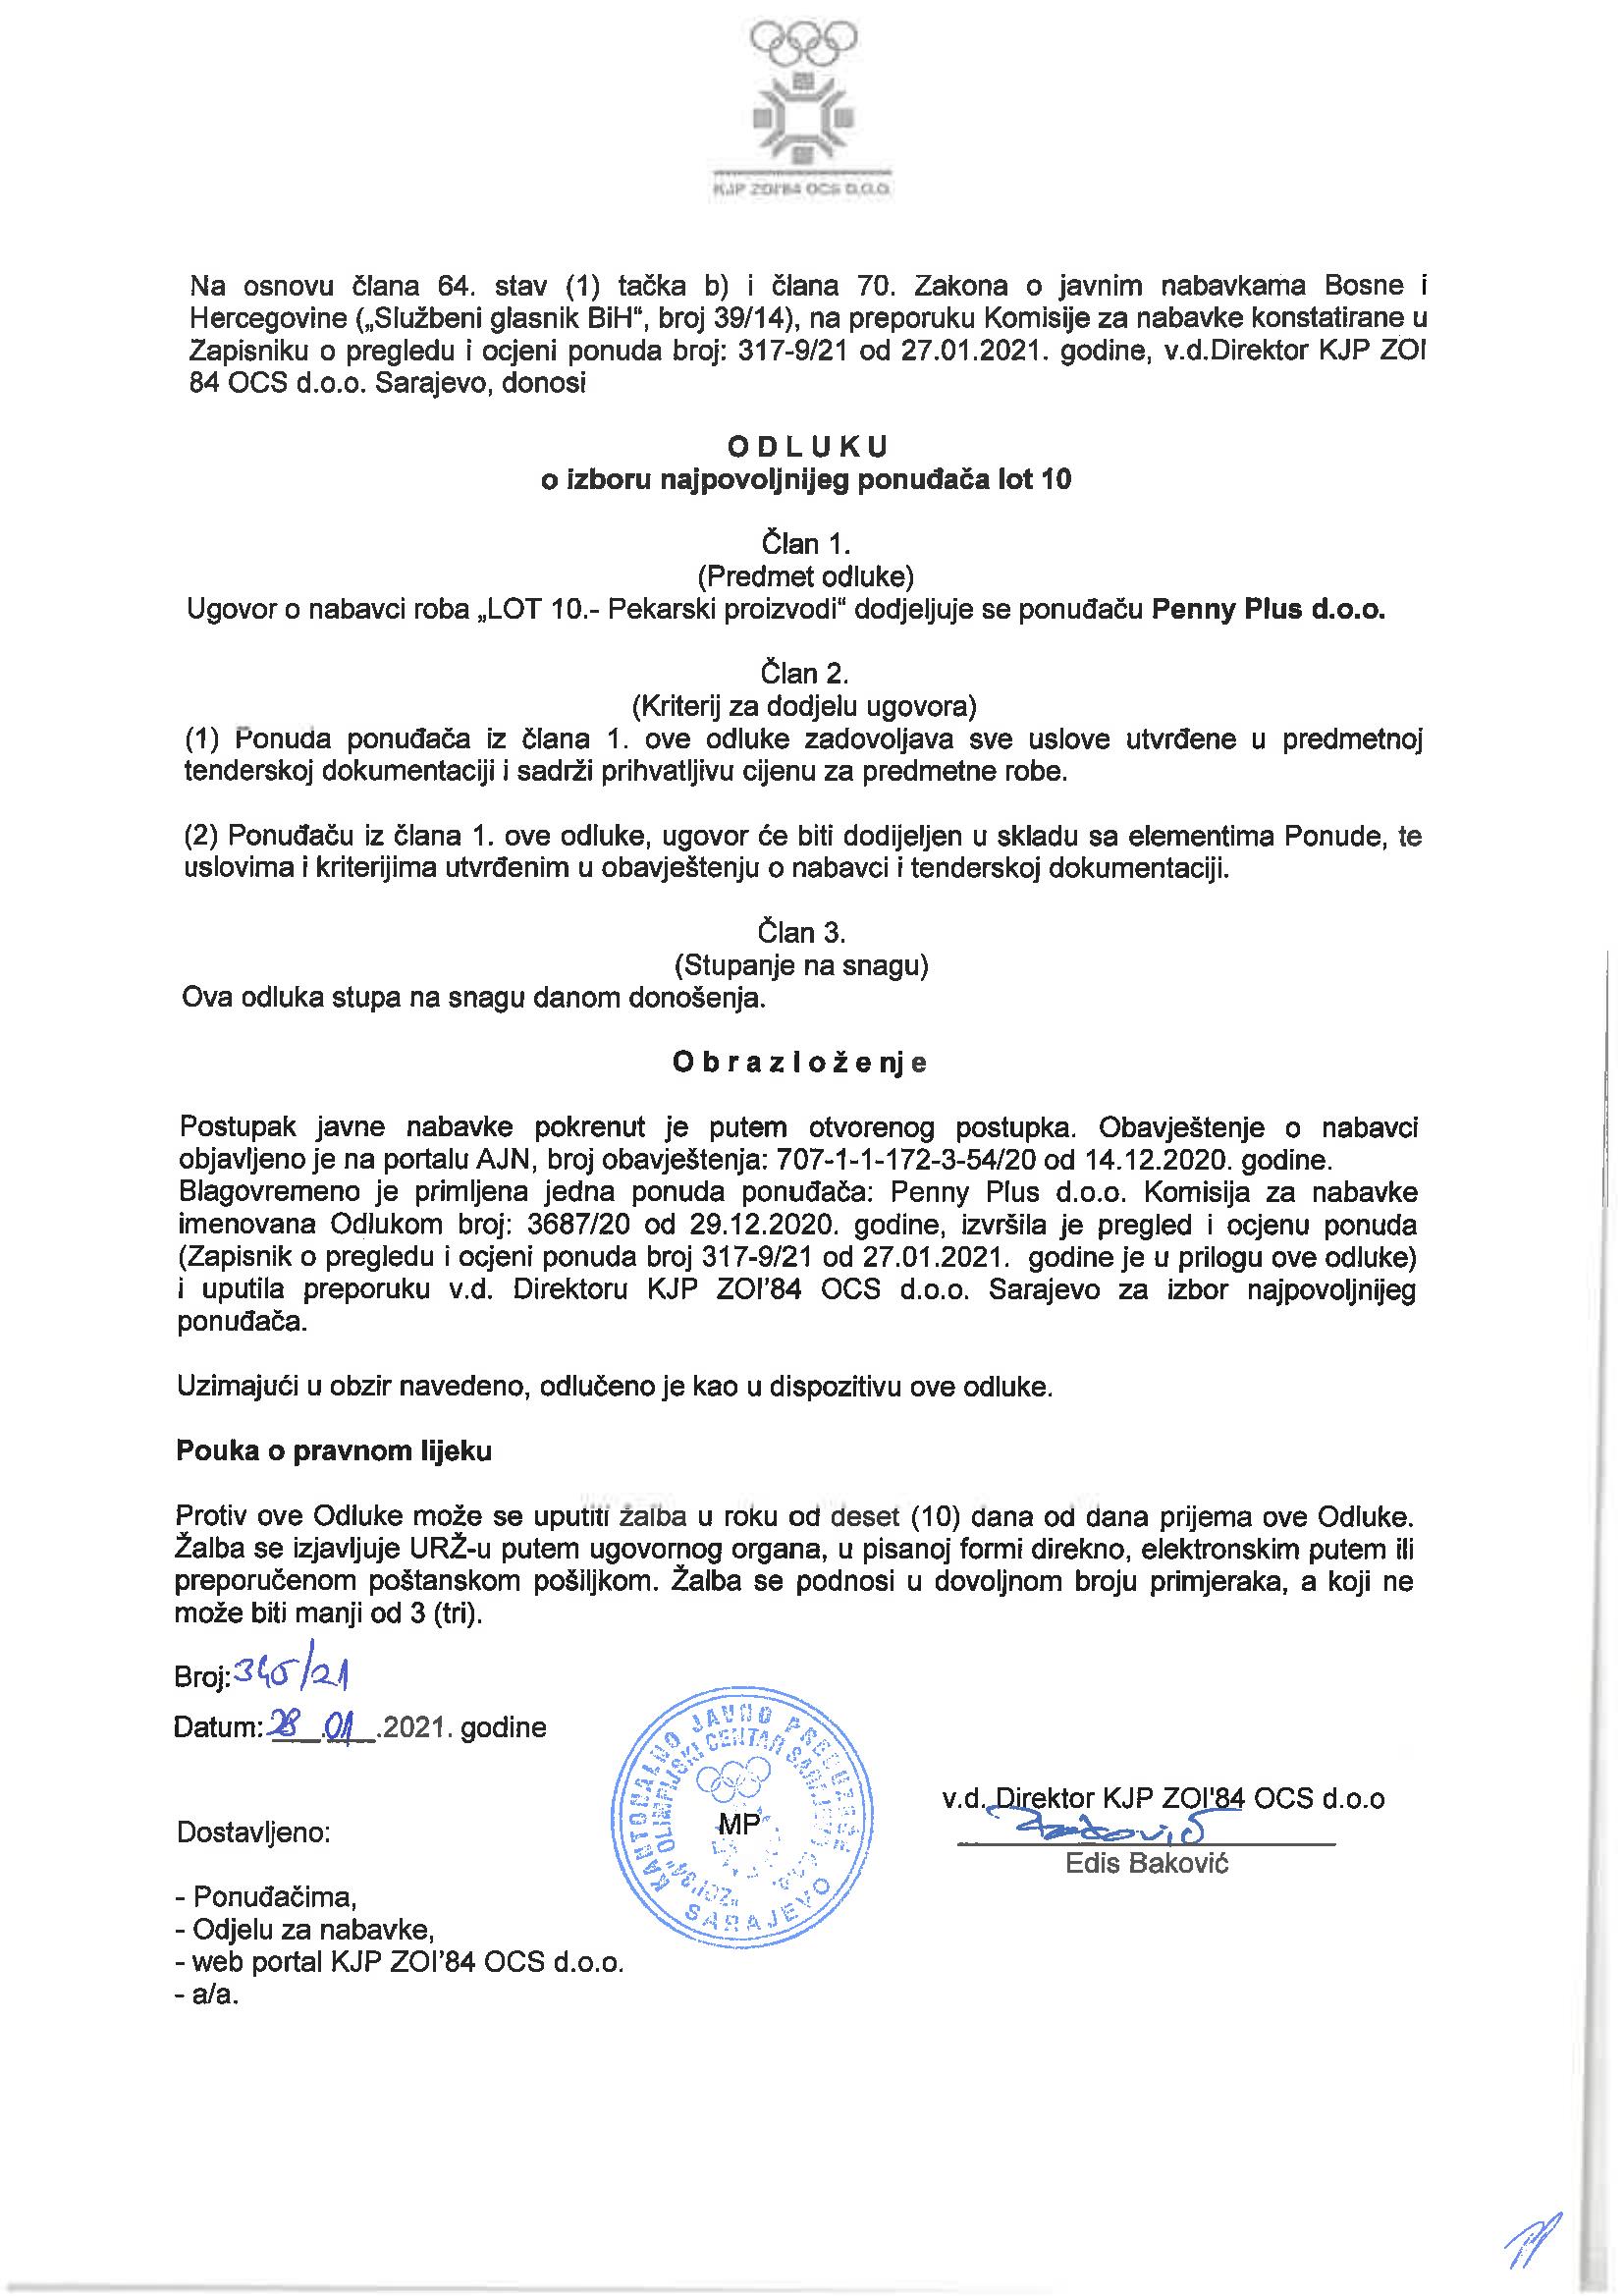 KJP ZOI'84 OCS D.O.O.
Na osnovu člana 64. stav (1) tačka b) i člana 70. Zakona o javnim nabavkama Bosne i
Hercegovine („Službeni glasnik BiH“, broj 39/14), na preporuku Komisije za nabavke konstatirane u
Zapisniku o pregledu i ocjeni ponuda broj: 317-9/21 od 27.01.2021. godine, v.d.Direktor KJP ZOI
84 OCS d.o.o. Sarajevo, donosi
O D L U K U
o izboru najpovoljnijeg ponuđača lot 10
Član 1.
(Predmet odluke)
Ugovor o nabavci roba „LOT 10.- Pekarski proizvodi“ dodjeljuje se ponuđaču Penny Plus d.o.o.
Član 2.
(Kriterij za dodjelu ugovora)
(1) Ponuda ponuđača iz člana 1. ove odluke zadovoljava sve uslove utvrđene u predmetnoj
tenderskoj dokumentaciji i sadrži prihvatljivu cijenu za predmetne robe.
(2) Ponuđaču iz člana 1. ove odluke, ugovor će biti dodijeljen u skladu sa elementima Ponude, te
uslovima i kriterijima utvrđenim u obavještenju o nabavci i tenderskoj dokumentaciji.
Član 3.
(Stupanje na snagu)
Ova odluka stupa na snagu danom donošenja.
O b r a z l o ž e nj e
Postupak javne nabavke pokrenut je putem otvorenog postupka. Obavještenje o nabavci
objavljeno je na portalu AJN, broj obavještenja: 707-1-1-172-3-54/20 od 14.12.2020. godine.
Blagovremeno je primljena jedna ponuda ponuđača: Penny Plus d.o.o. Komisija za nabavke
imenovana Odlukom broj: 3687/20 od 29.12.2020. godine, izvršila je pregled i ocjenu ponuda
(Zapisnik o pregledu i ocjeni ponuda broj 317-9/21 od 27.01.2021. godine je u prilogu ove odluke)
i uputila preporuku v.d. Direktoru KJP ZOI’84 OCS d.o.o. Sarajevo za izbor najpovoljnijeg
ponuđača.
Uzimajući u obzir navedeno, odlučeno je kao u dispozitivu ove odluke.
Pouka o pravnom lijeku
Protiv ove Odluke može se uputiti žalba u roku od deset (10) dana od dana prijema ove Odluke.
Žalba se izjavljuje URŽ-u putem ugovornog organa, u pisanoj formi direkno, elektronskim putem ili
preporučenom poštanskom pošiljkom. Žalba se podnosi u dovoljnom broju primjeraka, a koji ne
može biti manji od 3 (tri).
Broj: 345/21
Datum: 28.01.2021. godine
KANTONALNO JAVNO PREDUZEĆE
OLIMPIJSKI CENTAR SARAJEVO
SARAJEVO
MP
v.d. Direktor KJP ZOI'84 OCS d.o.o
Edis Baković
Dostavljeno:
- Ponuđačima,
- Odjelu za nabavke,
- web portal KJP ZOI’84 OCS d.o.o.
- a/a.